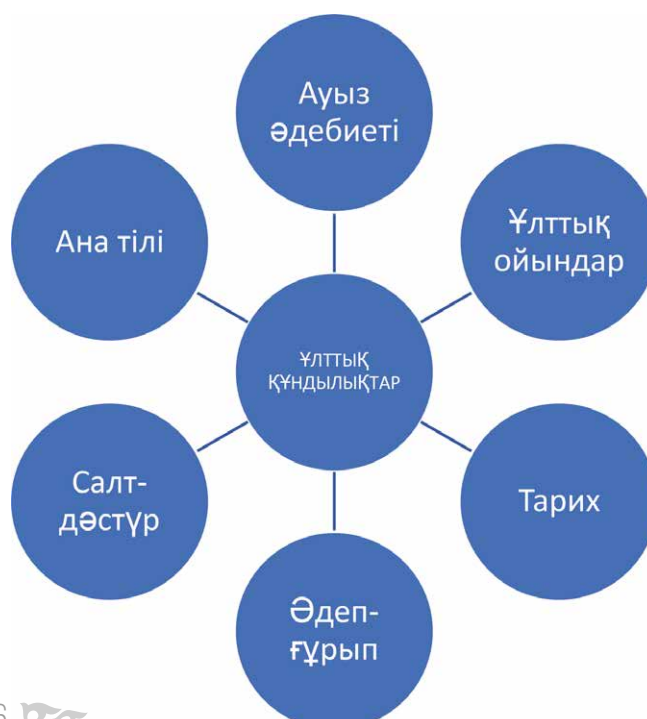 Ауыз
әдебиеті
Ұлттық
ойындар
Тарих
Әдеп-
ғұрып
Салт-
дәстүр
Ана тілі
ҰЛТТЫҚ
ҚҰНДЫЛЫҚТАР